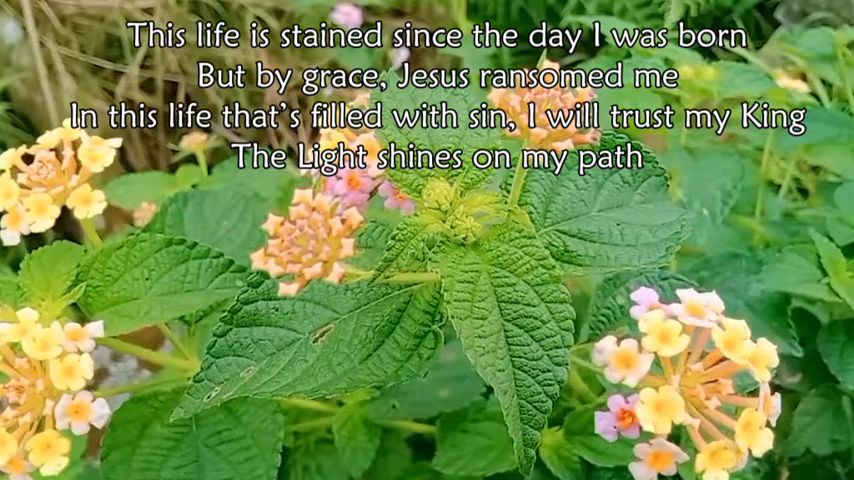 This life is stained since the day I was born
But by grace, Jesus ransomed me
In this life that's filled with sin, I will trust my King
The Light shines on my path